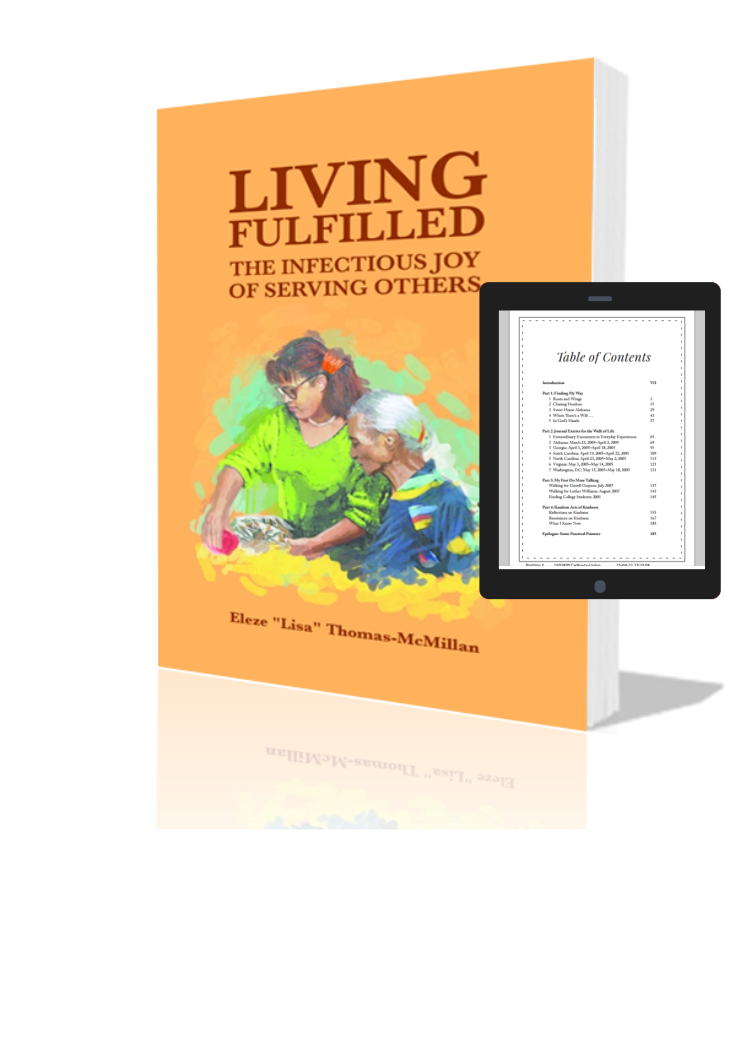 LIVING
FULFILLED
THE INFECTIOUS JOY
OF SERVING OTHERS
Eleze "Lisa" Thomas-McMillan
Table of Contents
Introduction VII
Part 1: Finding My Way
1 Roots and Wings
2 Chasing Freedom
3 Sweet Home Alabama
4 Where There's a Will . . .
5 In God's Hands
Part 2: Journal Entries for the Walk of Life
1 Extraordinary Encounters in Everyday Experiences
2 Alabama: March 23, 2005–April 2, 2005
3 Georgia: April 3, 2005–April 18, 2005
4 South Carolina: April 19, 2005–April 22, 2005
5 North Carolina: April 23, 2005–May 2, 2005
6 Virginia: May 3, 2005–May 14, 2005
7 Washington, DC: May 15, 2005–May 18, 2005
Part 3: My Feet Do More Talking
Walking for Darrell Grayson: July 2007
Walking for Luther Williams: August 2007
Feeding College Students: 2001
Part 4: Random Acts of Kindness
Reflections on Kindness
Reminisces on Kindness
What I Know Now
Epilogue: Some Practical Pointers